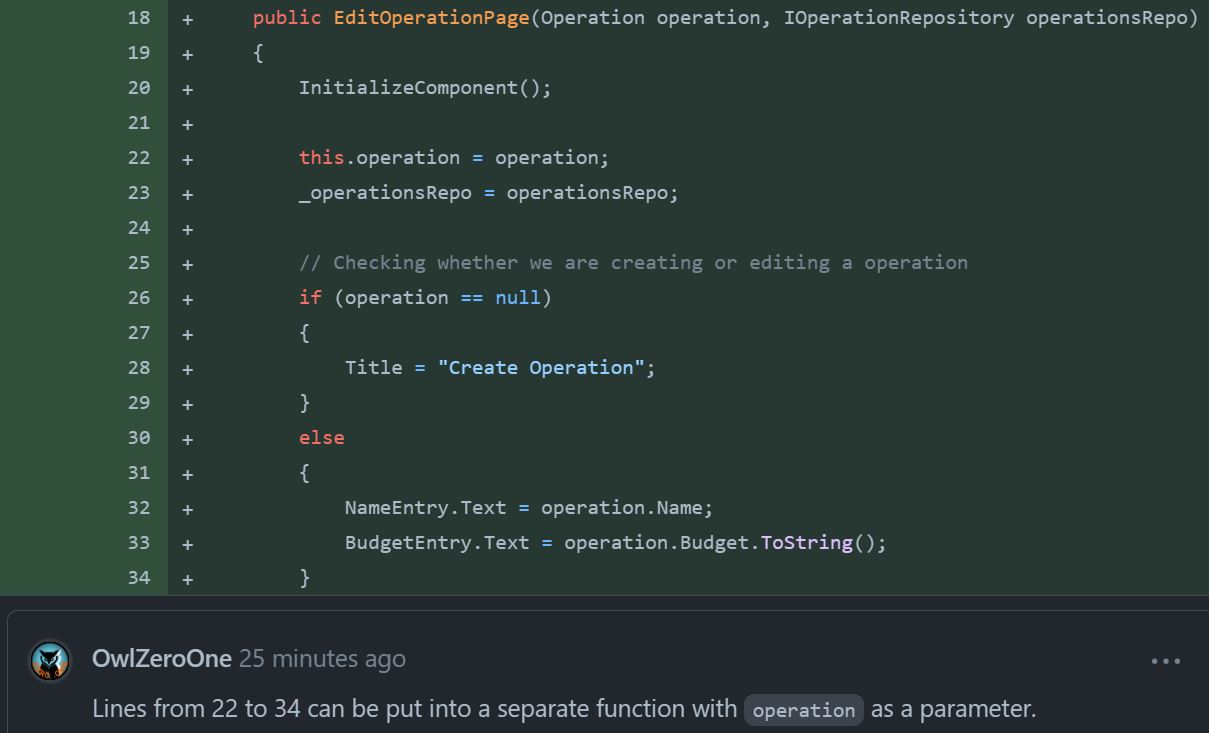 18 + public EditOperationPage(Operation operation, IOperationRepository operationsRepo)
19 + {
20 + InitializeComponent();
21 +
22 + this.operation = operation;
23 + _operationsRepo = operationsRepo;
24 +
25 + // Checking whether we are creating or editing a operation
26 + if (operation == null)
27 + {
28 + Title = "Create Operation";
29 + }
30 + else
31 + {
32 + NameEntry.Text = operation.Name;
33 + BudgetEntry.Text = operation.Budget.ToString();
34 + }
OwlZeroOne 25 minutes ago
Lines from 22 to 34 can be put into a separate function with operation as a parameter.